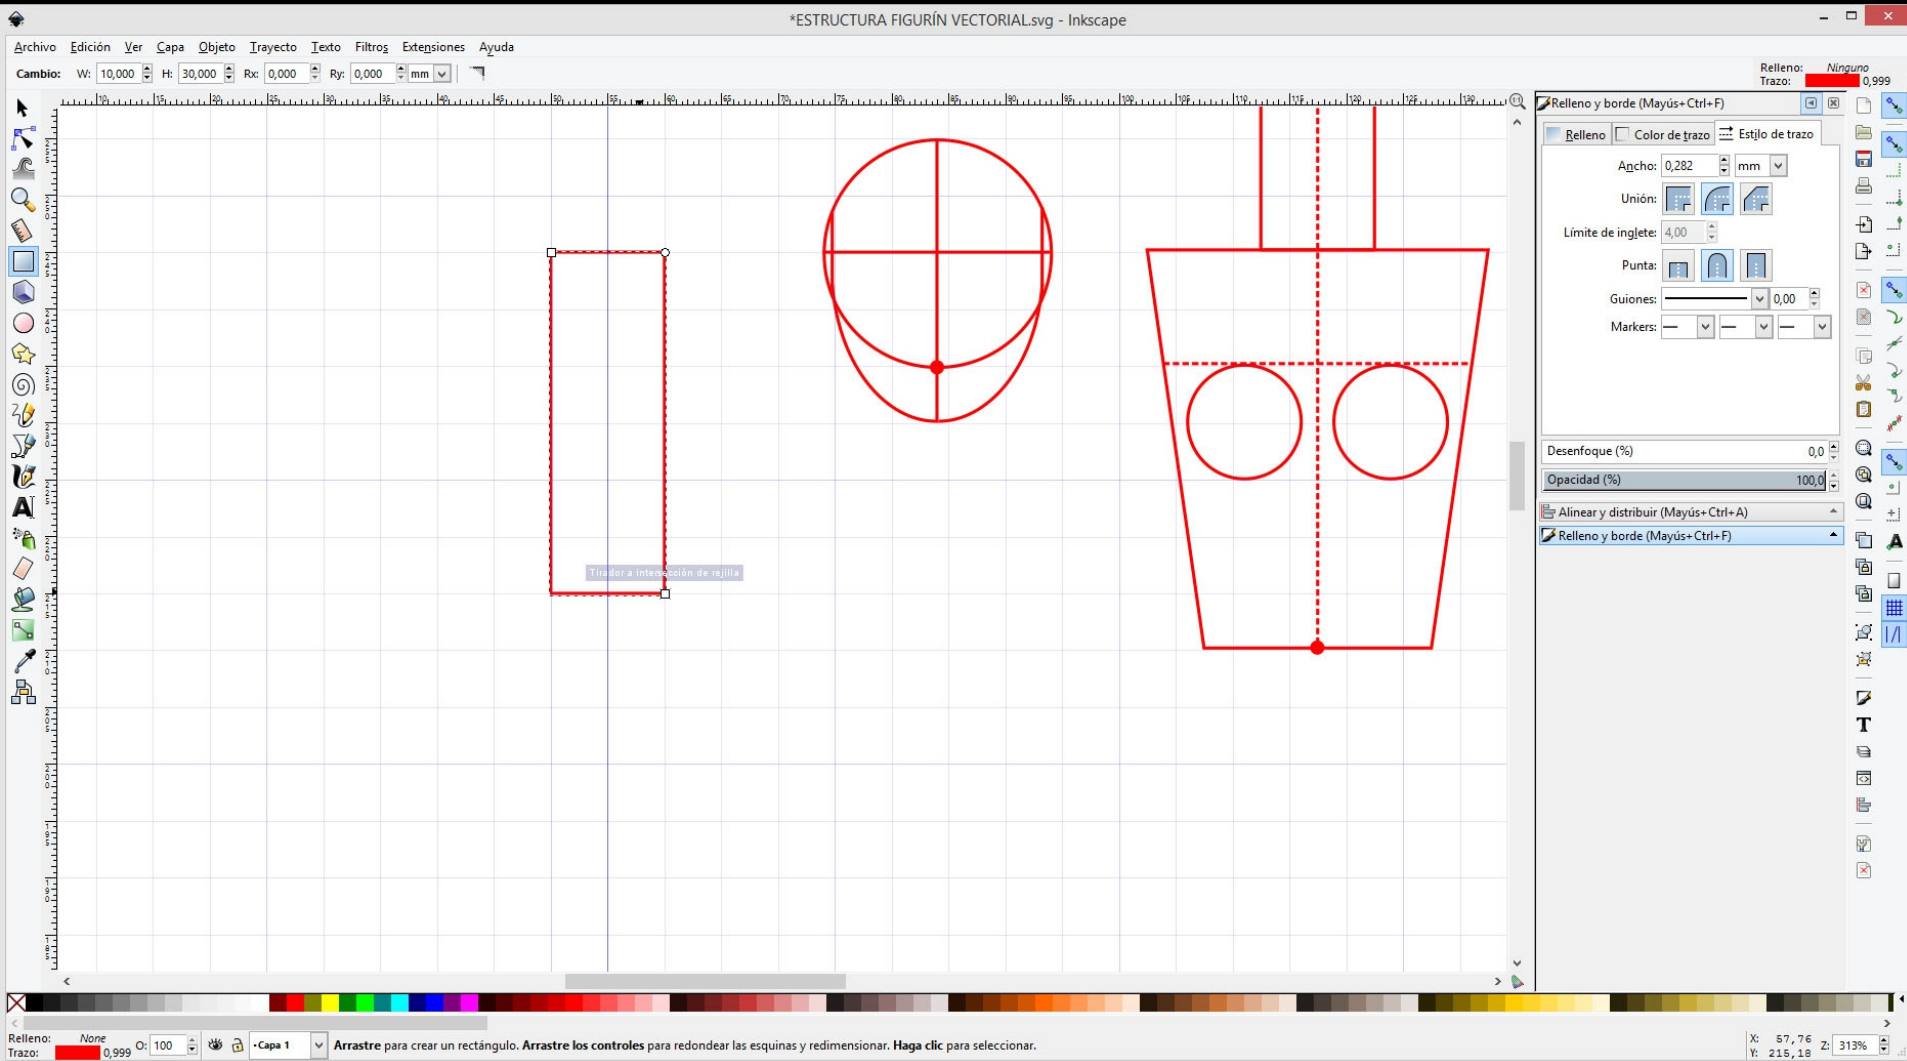 *ESTRUCTURA FIGURÍN VECTORIAL.svg - Inkscape
Archivo Edición Ver Capa Objeto Trayecto Texto Filtros Extensiones Ayuda
Cambio: W: 10,000 H: 30,000 Rx: 0,000 Ry: 0,000 mm
Relleno: Ninguno
Trazo: 0,999
Relleno y borde (Mayús+Ctrl+F)
Relleno Color de trazo Estilo de trazo
Ancho: 0,282 mm
Unión:
Límite de inglete: 4,00
Punta:
Guiones: 0,00
Markers:
Desenfoque (%) 0,0
Opacidad (%) 100,0
Alinear y distribuir (Mayús+Ctrl+A)
Relleno y borde (Mayús+Ctrl+F)
Tirador a intersección de rejilla
Relleno: None
Trazo: 0,999
O: 100
•Capa 1
Arrastre para crear un rectángulo. Arrastre los controles para redondear las esquinas y redimensionar. Haga clic para seleccionar.
X: 57,76
Y: 215,18
Z: 313%